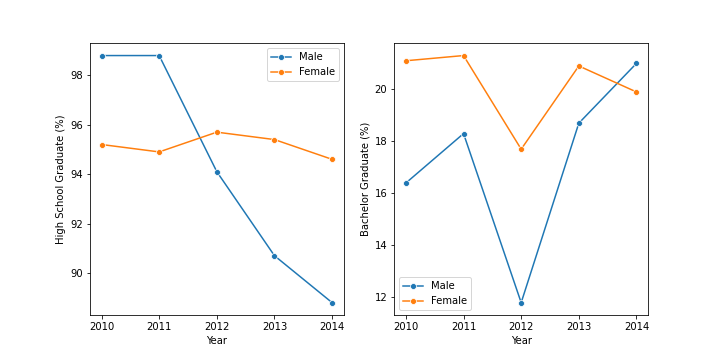 High School Graduate (%)
98
96
94
92
90
2010 2011 2012 2013 2014
Year
Male
Female
Bachelor Graduate (%)
20
18
16
14
12
2010 2011 2012 2013 2014
Year
Male
Female